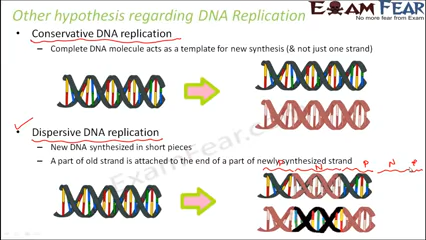 Other hypothesis regarding DNA Replication
EXAM FEAR
No more fear from Exam
• Conservative DNA replication
– Complete DNA molecule acts as a template for new synthesis (& not just one strand)
• Dispersive DNA replication
– New DNA synthesized in short pieces
– A part of old strand is attached to the end of a part of newly synthesized strand
P N P N P
ExamFear.com